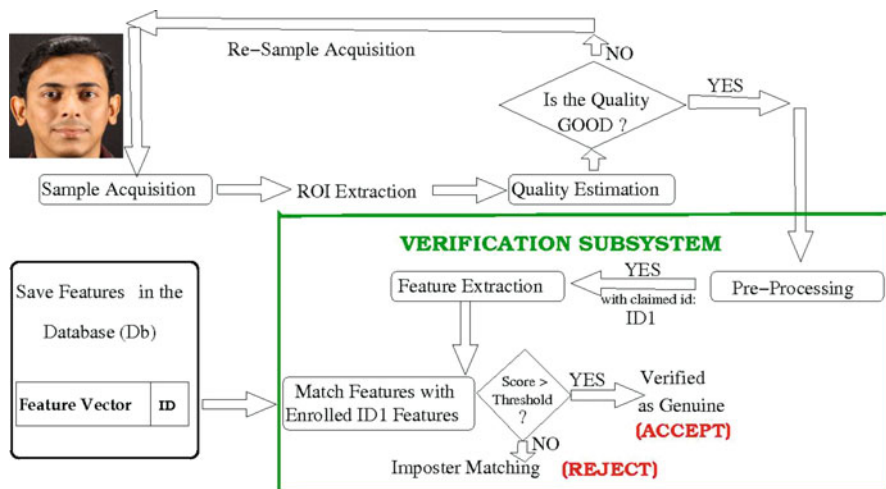 Re-Sample Acquisition
NO
YES
Is the Quality
GOOD ?
Sample Acquisition
ROI Extraction
Quality Estimation
VERIFICATION SUBSYSTEM
Save Features in the
Database (Db)
Feature Vector
ID
Feature Extraction
YES
with claimed id:
ID1
Pre-Processing
Match Features with
Enrolled ID1 Features
Score >
Threshold
?
YES
Verified
as Genuine
(ACCEPT)
NO
Imposter Matching
(REJECT)